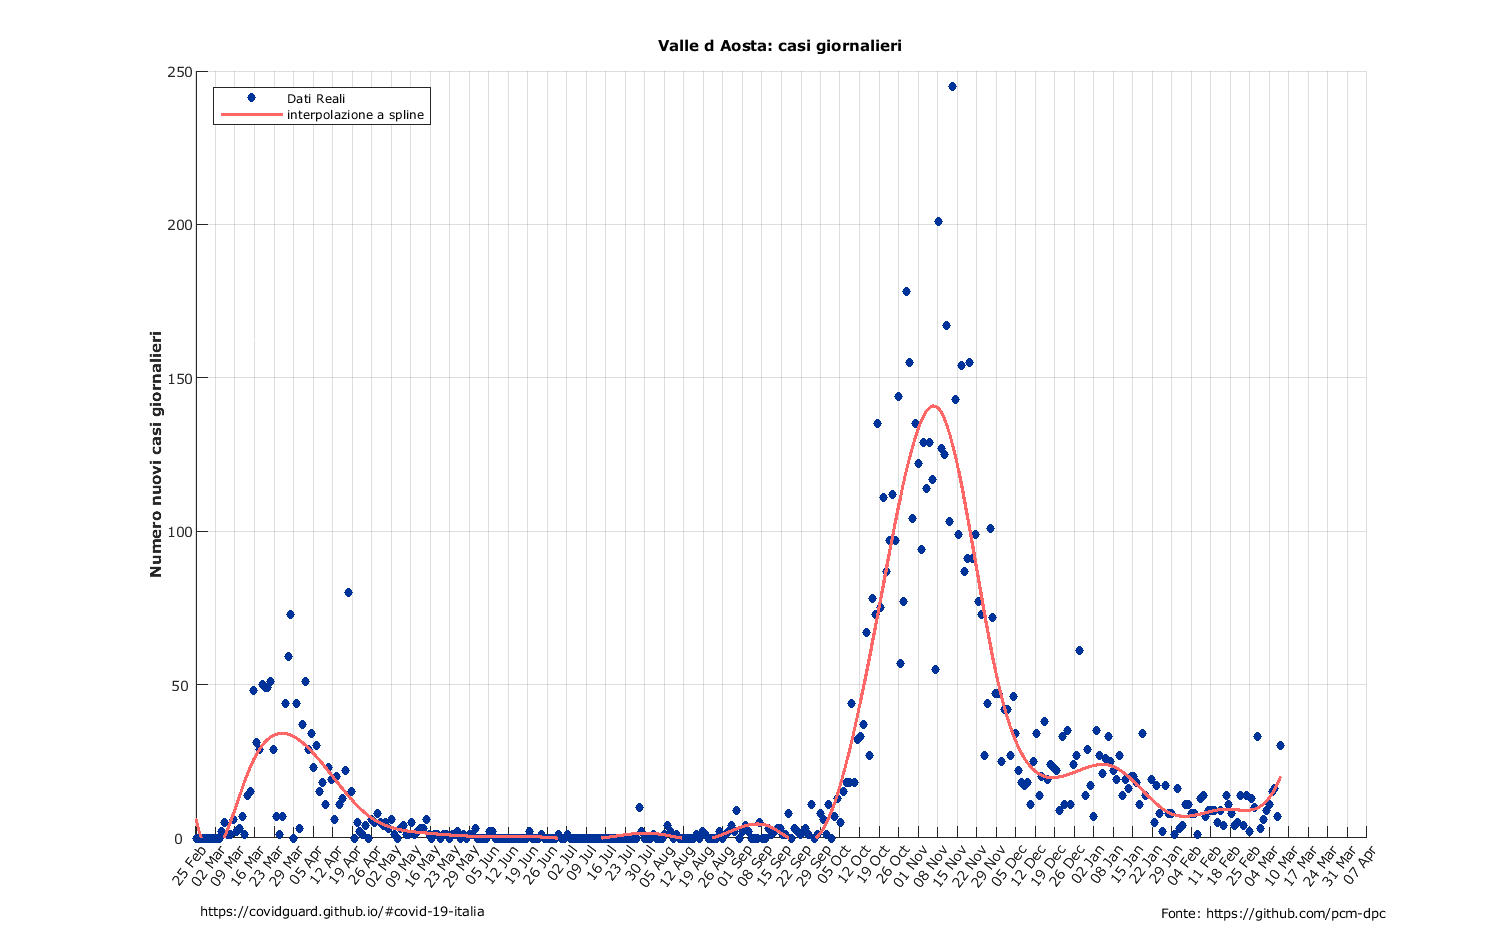 Valle d Aosta: casi giornalieri
Dati Reali
interpolazione a spline
Numero nuovi casi giornalieri
250
200
150
100
50
0
25 Feb
02 Mar
09 Mar
16 Mar
23 Mar
29 Mar
05 Apr
12 Apr
19 Apr
26 Apr
02 May
09 May
16 May
23 May
29 May
05 Jun
12 Jun
19 Jun
26 Jun
02 Jul
09 Jul
16 Jul
23 Jul
30 Jul
05 Aug
12 Aug
19 Aug
26 Aug
01 Sep
08 Sep
15 Sep
22 Sep
29 Sep
05 Oct
12 Oct
19 Oct
26 Oct
01 Nov
08 Nov
15 Nov
22 Nov
29 Nov
05 Dec
12 Dec
19 Dec
26 Dec
02 Jan
08 Jan
15 Jan
22 Jan
29 Jan
04 Feb
11 Feb
18 Feb
25 Feb
04 Mar
10 Mar
17 Mar
24 Mar
31 Mar
07 Apr
https://covidguard.github.io/#covid-19-italia
Fonte: https://github.com/pcm-dpc